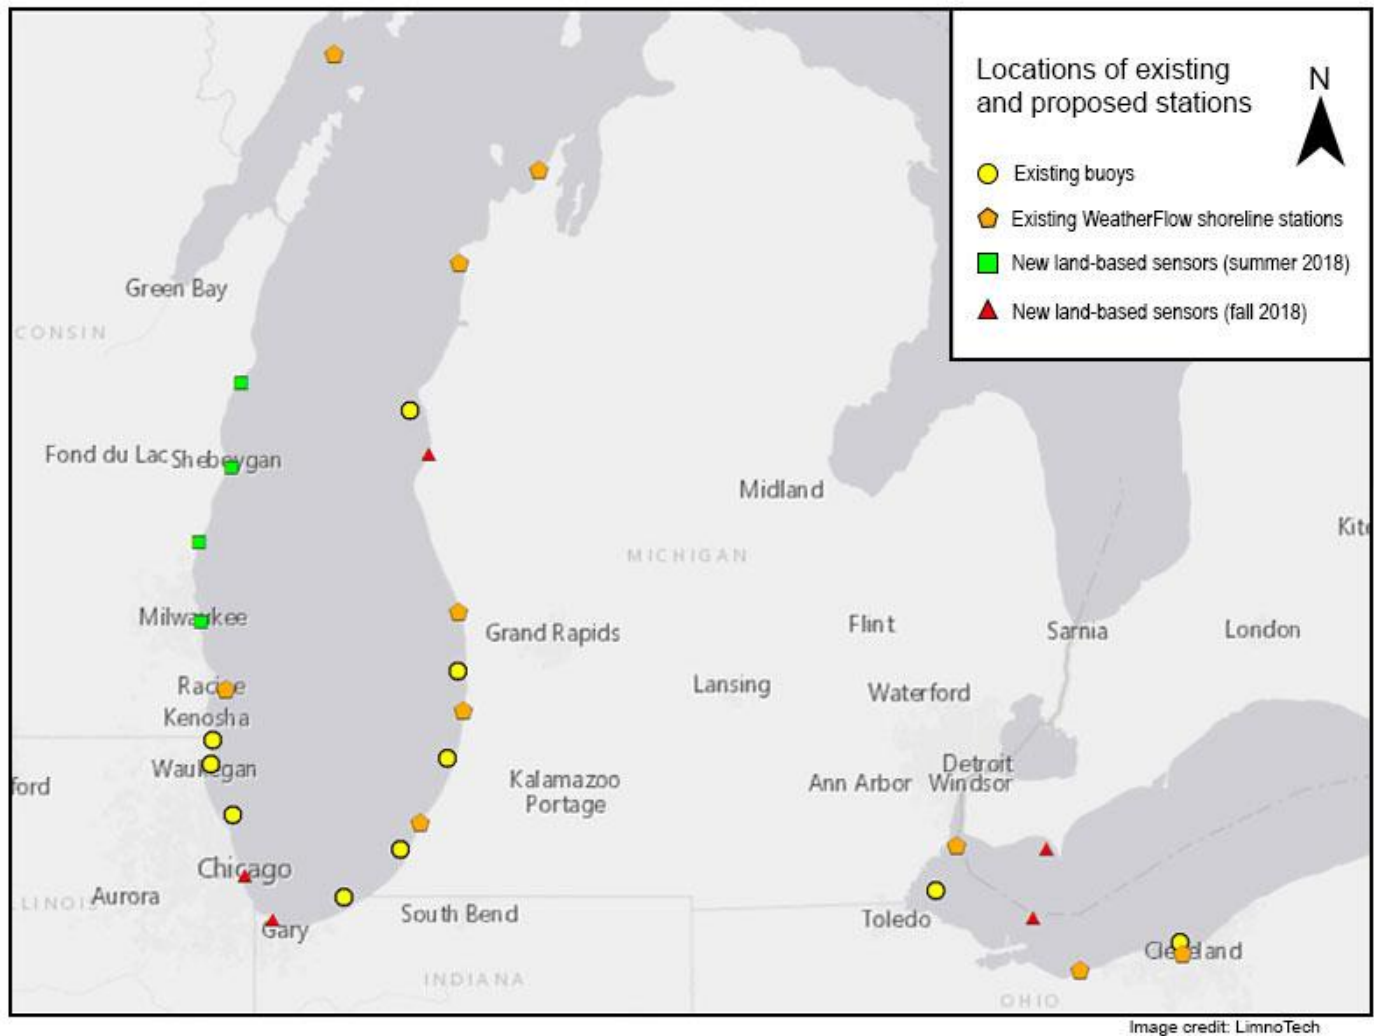 Locations of existing
and proposed stations
N
Existing buoys
Existing WeatherFlow shoreline stations
New land-based sensors (summer 2018)
New land-based sensors (fall 2018)
Green Bay
CONSIN
Fond du Lac
Sheboygan
Midland
Kit
MICHIGAN
Milwaukee
Grand Rapids
Flint
Sarnia
London
Racine
Lansing
Waterford
Kenosha
Waukegan
Detroit
ford
Kalamazoo
Portage
Ann Arbor
Windsor
Chicago
Aurora
LLINOIS
South Bend
Toledo
Gary
Cleveland
INDIANA
OHIO
Image credit: LimnoTech